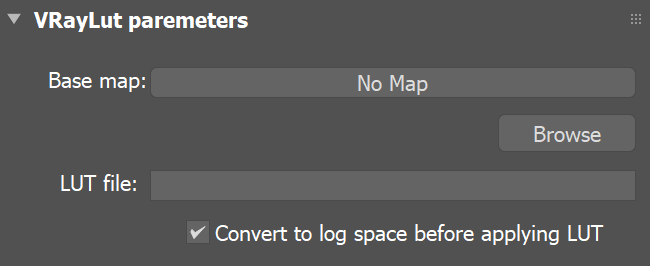 VRayLut paremeters
Base map: No Map
Browse
LUT file:
Convert to log space before applying LUT